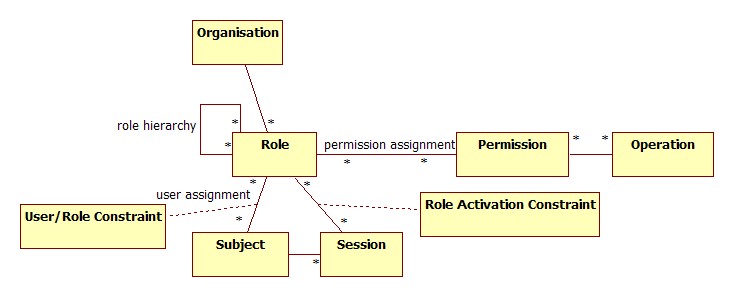 Organisation
role hierarchy
*
*
*
Role
permission assignment
*
*
Permission
*
*
Operation
user assignment
*
*
User/Role Constraint
*
*
Role Activation Constraint
Subject
*
Session